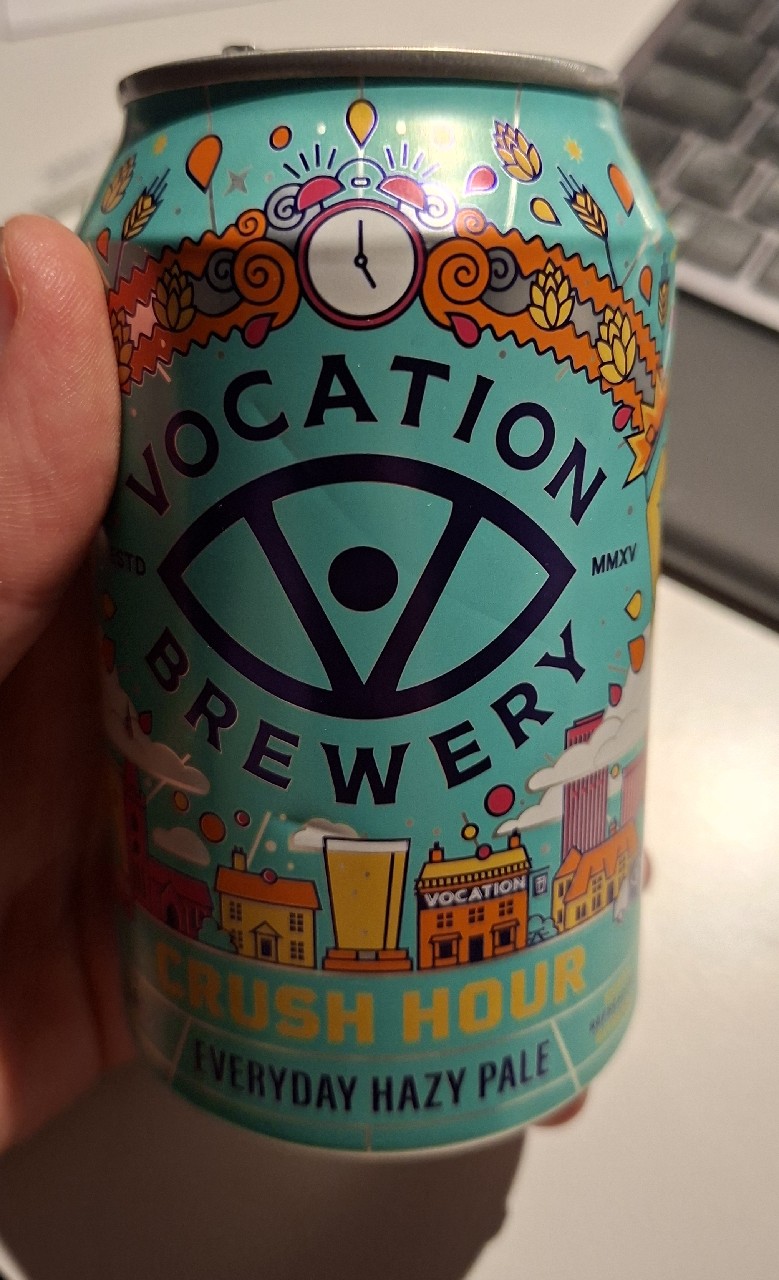 VOCATION
ESTD MMXV
BREWERY
VOCATION
CRUSH HOUR
EVERYDAY HAZY PALE